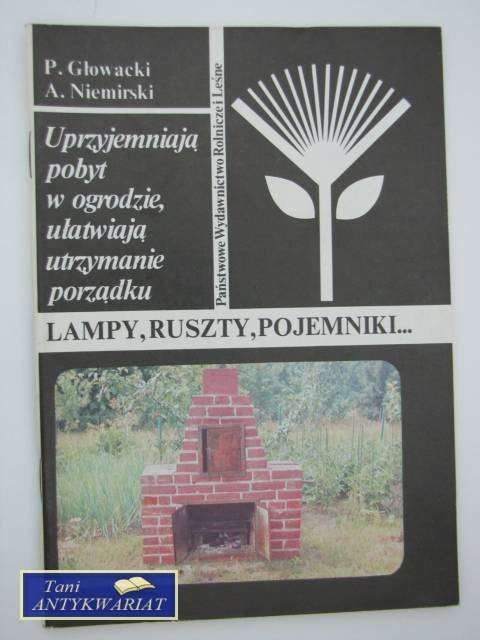 P. Głowacki
A. Niemirski
Uprzyjemniają
pobyt
w ogrodzie,
ułatwiają
utrzymanie
porządku
Państwowe Wydawnictwo Rolnicze i Leśne
LAMPY, RUSZTY, POJEMNIKI...
Tani
ANTYKWARIAT